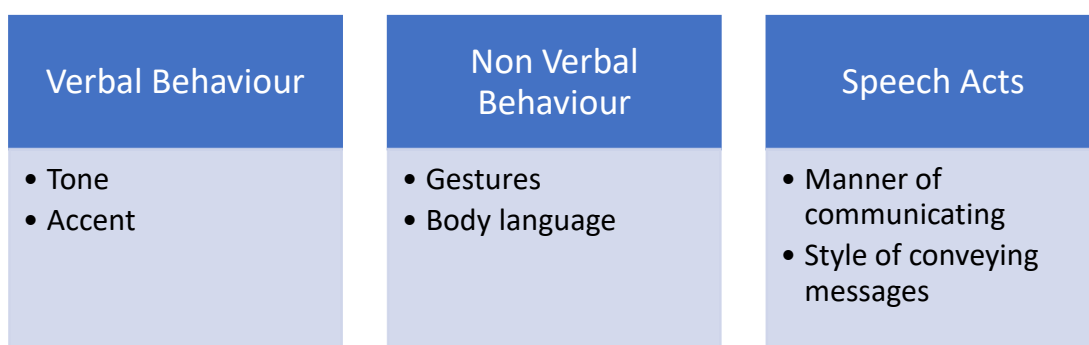 Verbal Behaviour
• Tone
• Accent
Non Verbal
Behaviour
• Gestures
• Body language
Speech Acts
• Manner of
communicating
• Style of conveying
messages